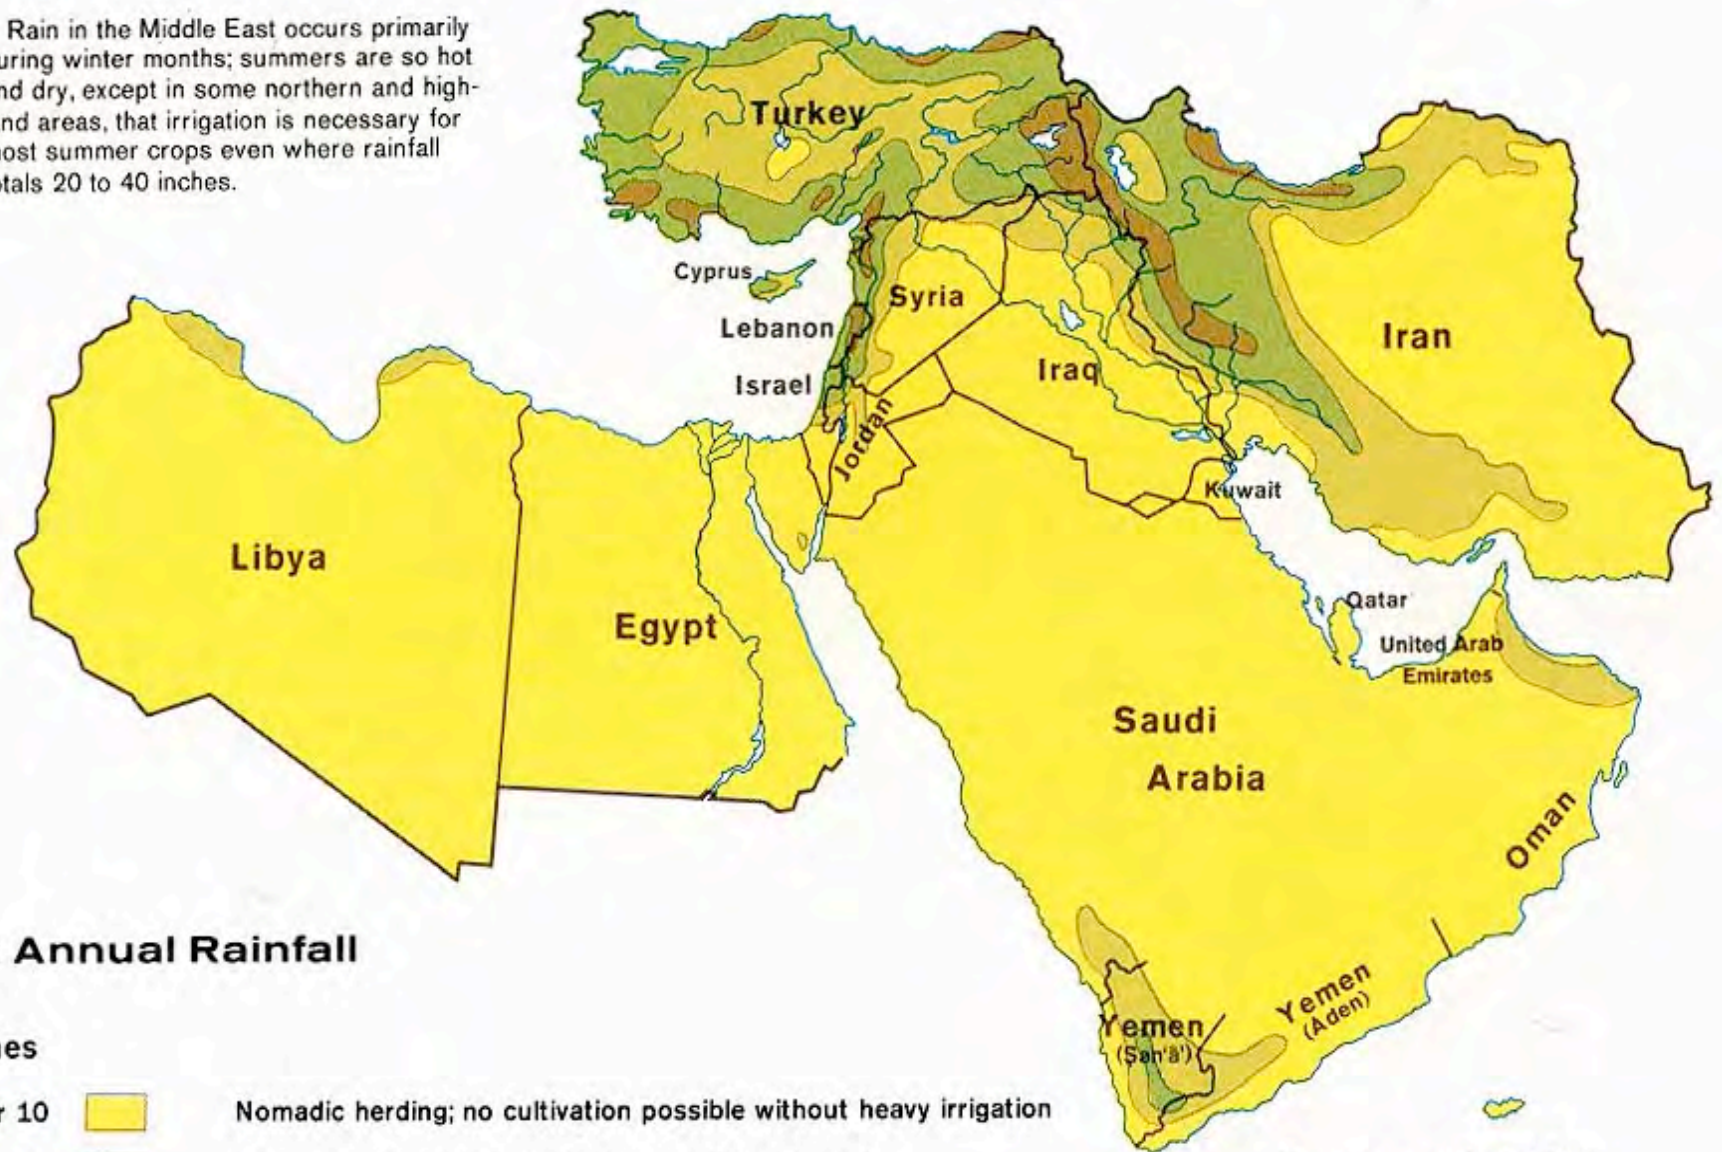 Rain in the Middle East occurs primarily
uring winter months; summers are so hot
nd dry, except in some northern and high-
nd areas, that irrigation is necessary for
ost summer crops even where rainfall
tals 20 to 40 inches.
Turkey
Cyprus
Syria
Lebanon
Iran
Iraq
Israel
Jordan
Kuwait
Libya
Qatar
Egypt
United Arab
Emirates
Saudi
Arabia
Oman
Annual Rainfall
Yemen
(Aden)
Yemen
(Ṣan'ā')
es
r 10
Nomadic herding; no cultivation possible without heavy irrigation